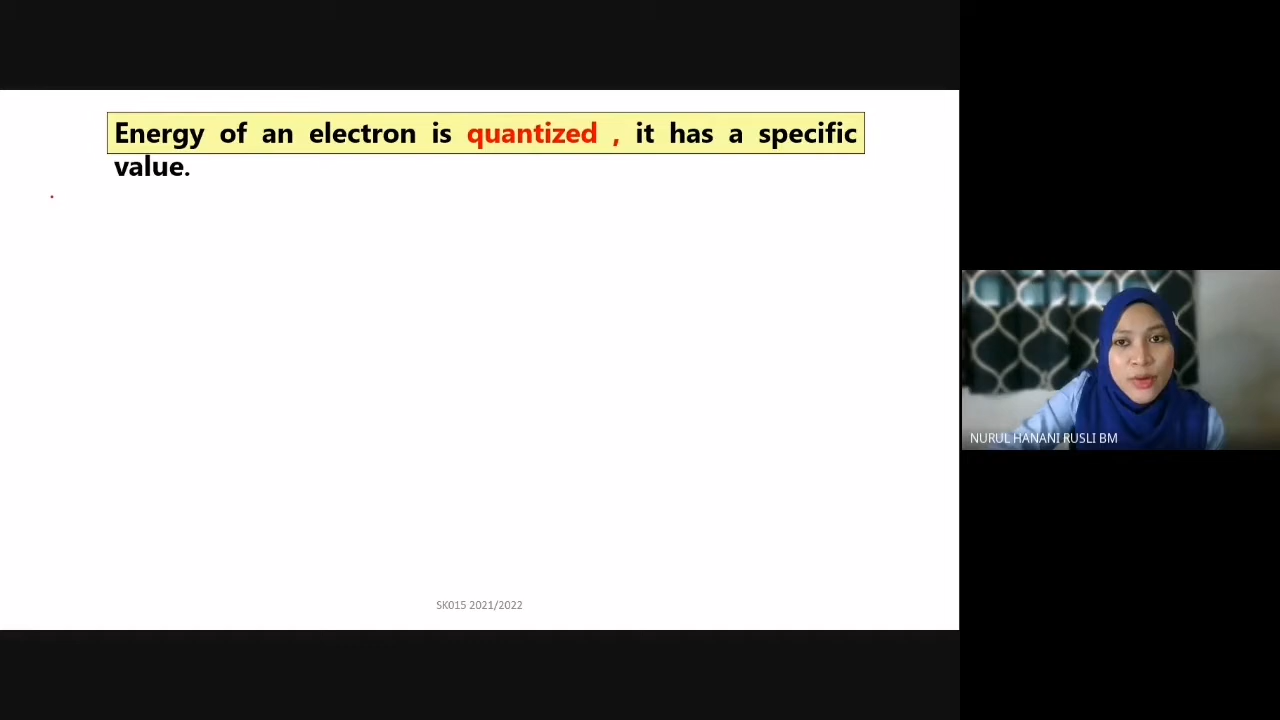 Energy of an electron is quantized , it has a specific
value.
NURUL HANANI RUSLI BM
SK015 2021/2022